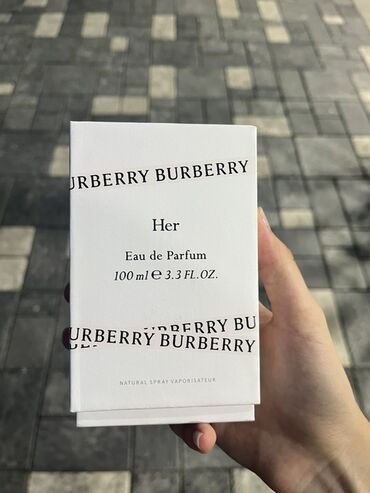 URBERRY BURBERRY
Her
Eau de Parfum
100 ml e 3.3 FL.OZ.
URBERRY BU
URBERRY BURBERRY
NATURAL SPRAY VAPORISATEUR